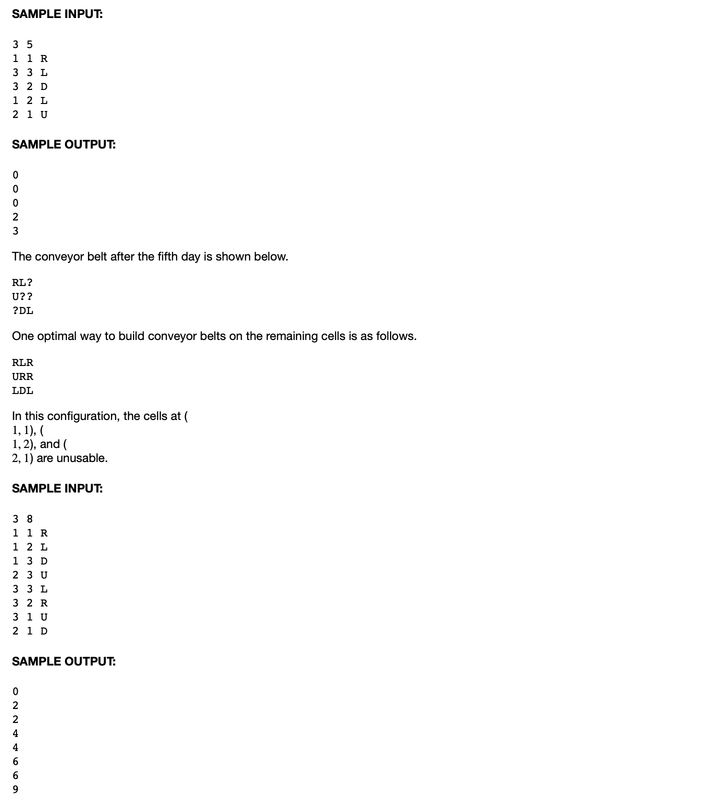 SAMPLE INPUT:
3 5
1 1 R
3 3 L
3 2 D
1 2 L
2 1 U
SAMPLE OUTPUT:
0
0
0
2
3
The conveyor belt after the fifth day is shown below.
RL?
U??
?DL
One optimal way to build conveyor belts on the remaining cells is as follows.
RLR
URR
LDL
In this configuration, the cells at (
1, 1), (
1, 2), and (
2, 1) are unusable.
SAMPLE INPUT:
3 8
1 1 R
1 2 L
1 3 D
2 3 U
3 3 L
3 2 R
3 1 U
2 1 D
SAMPLE OUTPUT:
0
2
2
4
4
6
6
9